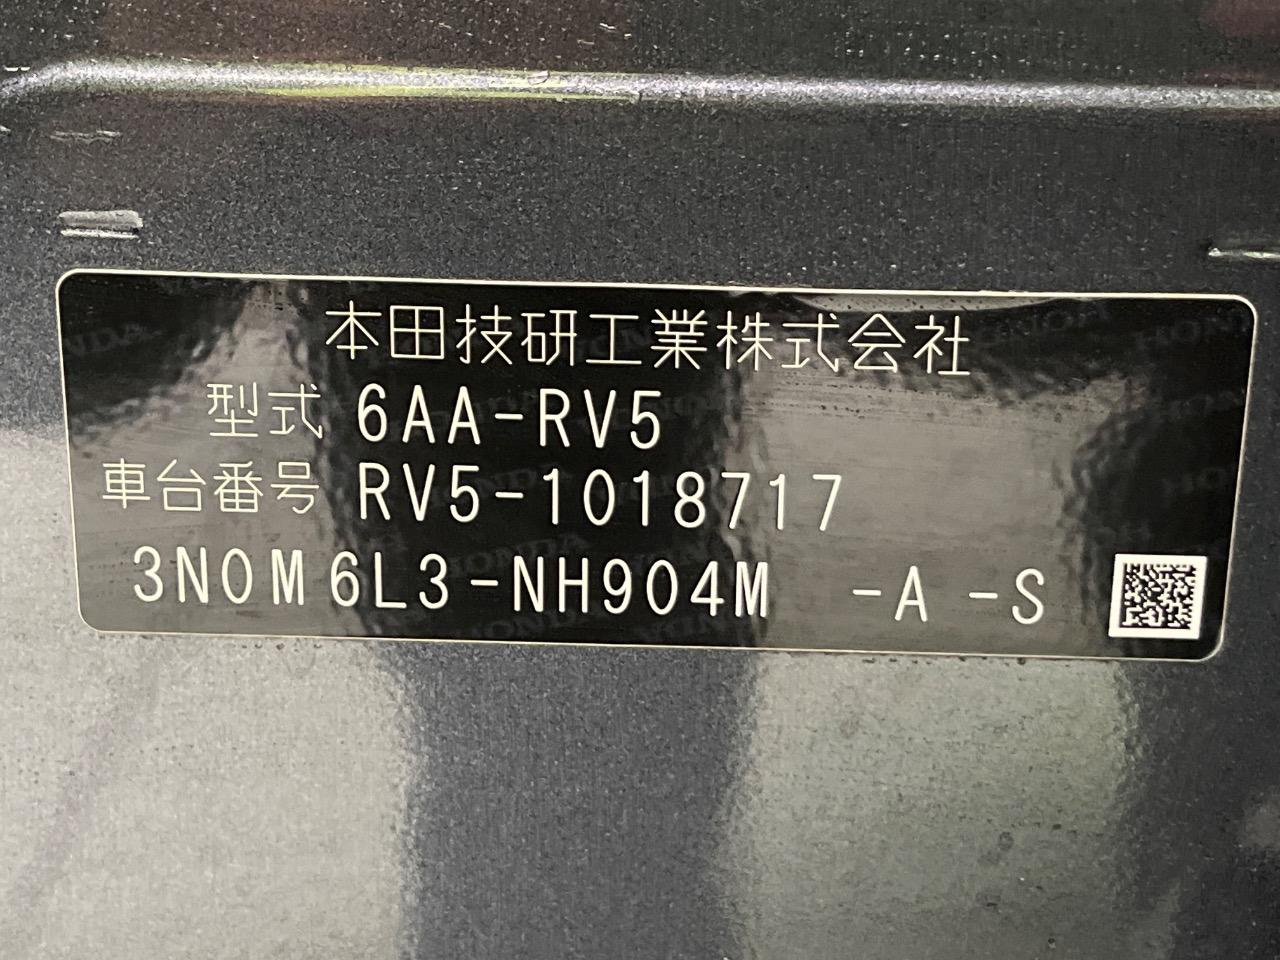 本田技研工業株式会社
型式 6AA-RV5
車台番号 RV5-1018717
3N0M6L3-NH904M -A -S